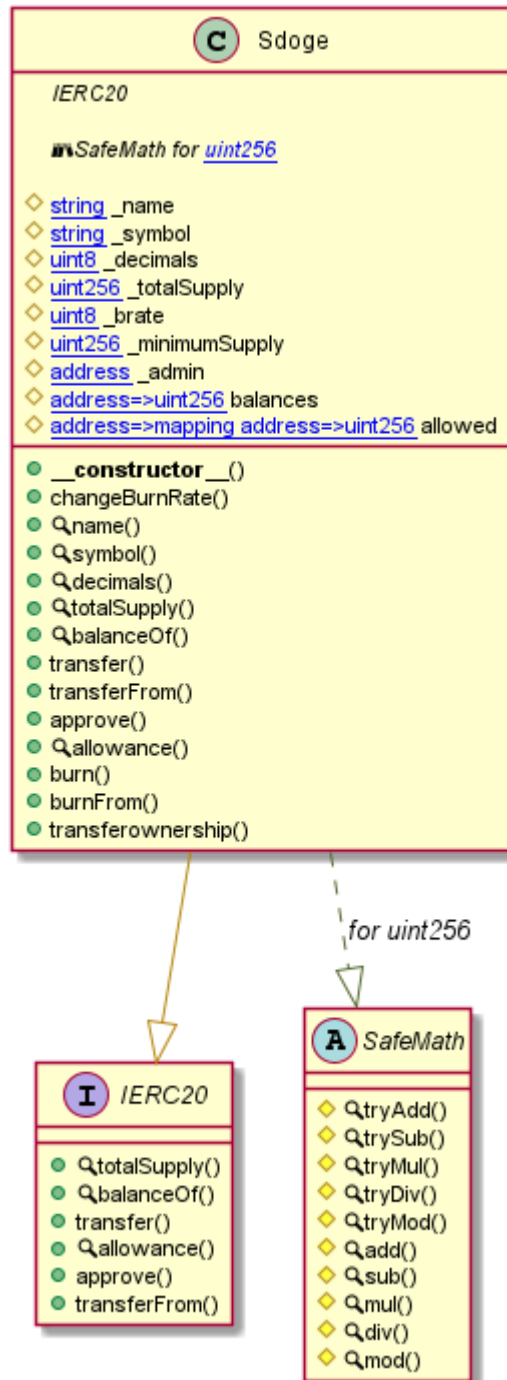 C Sdoge
IERC20
SafeMath for uint256
string _name
string _symbol
uint8 _decimals
uint256 _totalSupply
uint8 _brate
uint256 _minimumSupply
address _admin
address=>uint256 balances
address=>mapping address=>uint256 allowed
__constructor__()
changeBurnRate()
name()
symbol()
decimals()
totalSupply()
balanceOf()
transfer()
transferFrom()
approve()
allowance()
burn()
burnFrom()
transferownership()
for uint256
I IERC20
totalSupply()
balanceOf()
transfer()
allowance()
approve()
transferFrom()
A SafeMath
tryAdd()
trySub()
tryMul()
tryDiv()
tryMod()
add()
sub()
mul()
div()
mod()